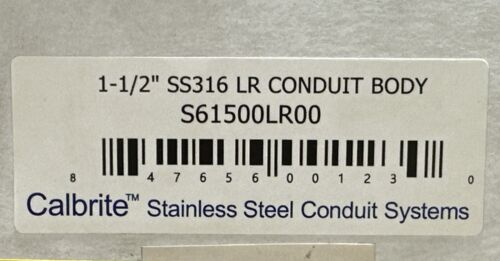 1-1/2" SS316 LR CONDUIT BODY
S61500LR00
8 47656 00123 0
Calbrite™ Stainless Steel Conduit Systems